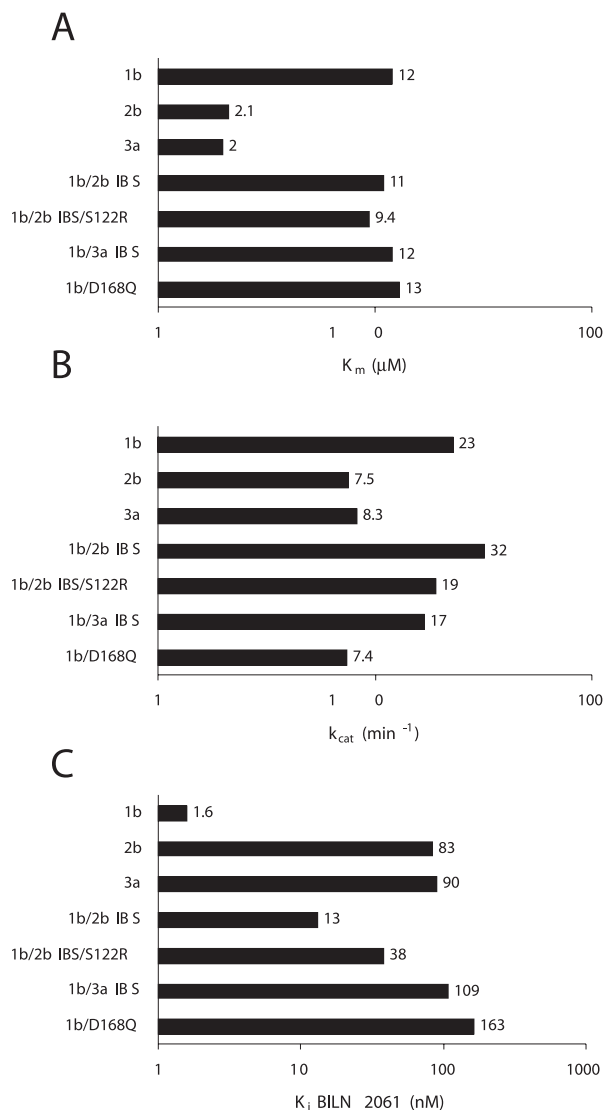 A
1b 12
2b 2.1
3a 2
1b/2b IB S 11
1b/2b IBS/S122R 9.4
1b/3a IB S 12
1b/D168Q 13
1 1 0 100
Km (µM)
B
1b 23
2b 7.5
3a 8.3
1b/2b IB S 32
1b/2b IBS/S122R 19
1b/3a IB S 17
1b/D168Q 7.4
1 1 0 100
kcat (min -1)
C
1b 1.6
2b 83
3a 90
1b/2b IB S 13
1b/2b IBS/S122R 38
1b/3a IB S 109
1b/D168Q 163
1 10 100 1000
Ki BILN 2061 (nM)